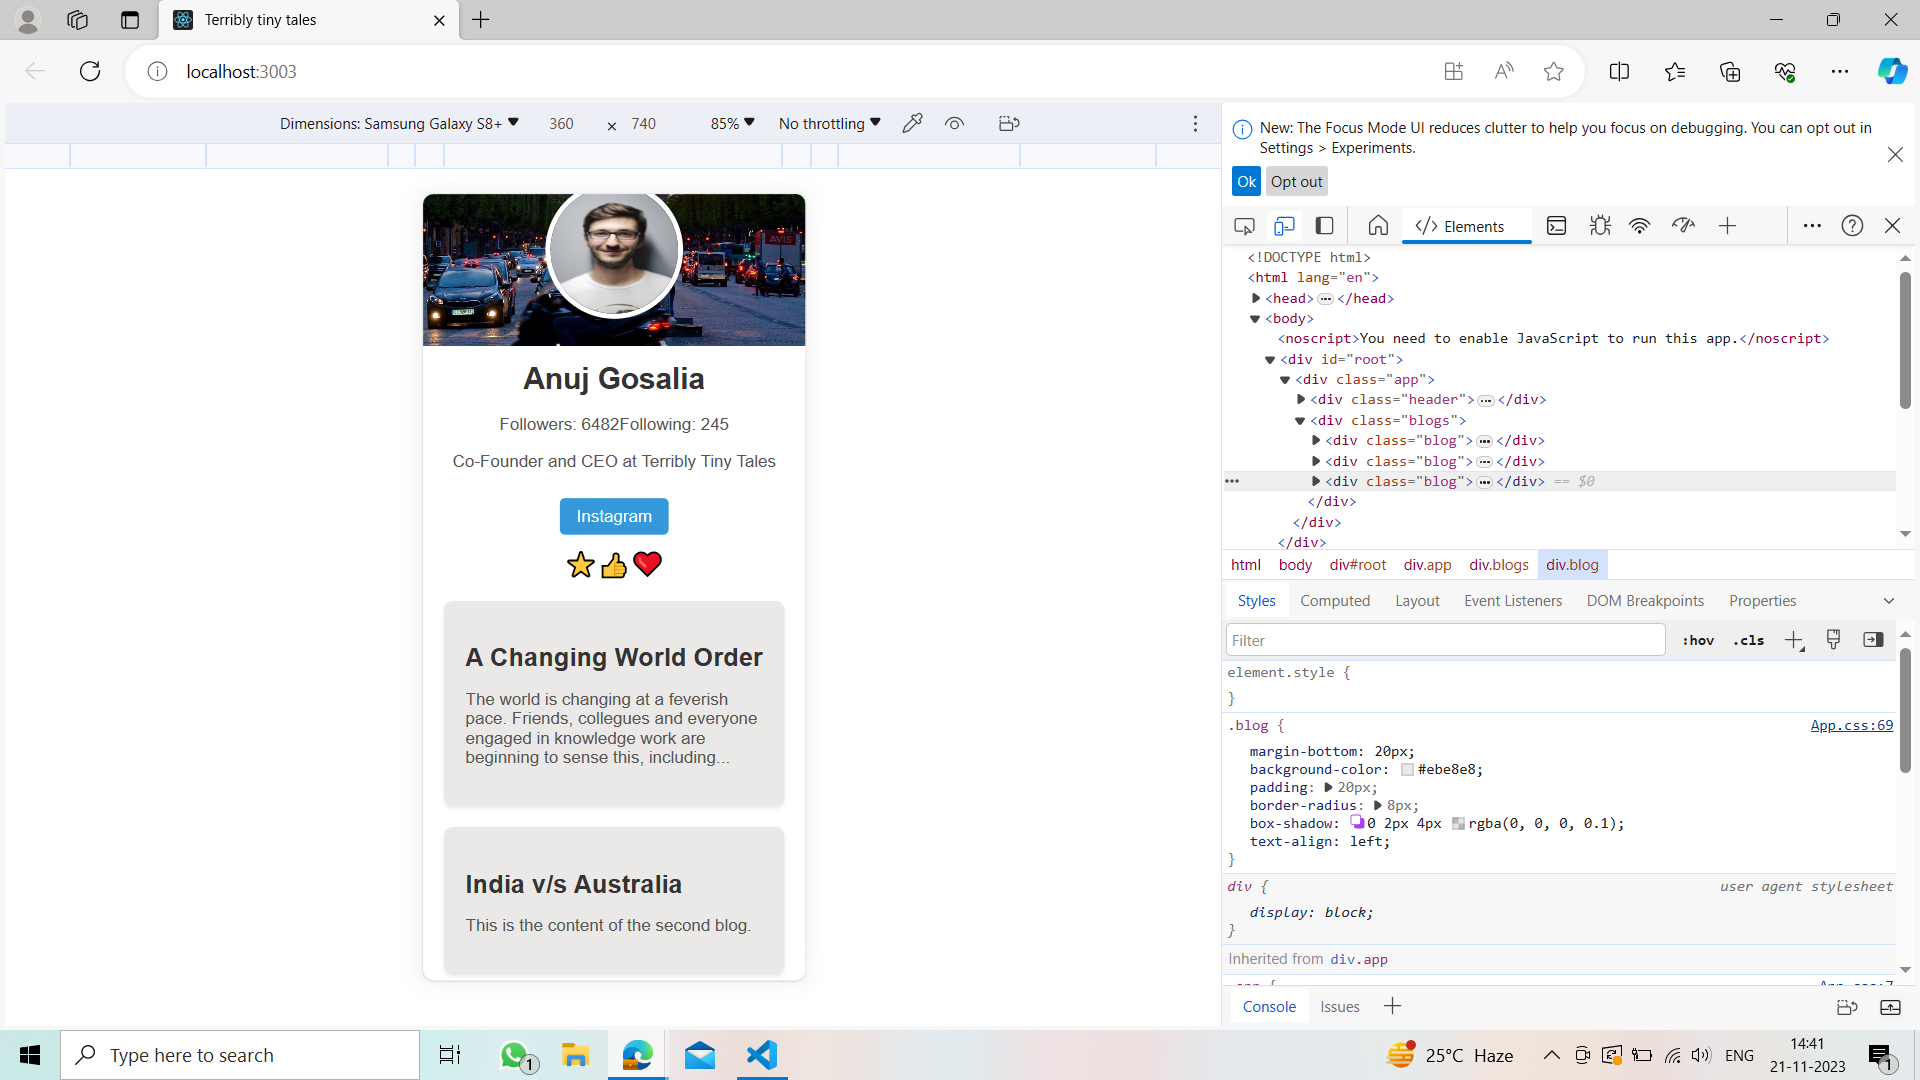 Terribly tiny tales
localhost:3003
Dimensions: Samsung Galaxy S8+ 360 × 740 85% No throttling
Anuj Gosalia
Followers: 6482Following: 245
Co-Founder and CEO at Terribly Tiny Tales
Instagram
A Changing World Order
The world is changing at a feverish
pace. Friends, collegues and everyone
engaged in knowledge work are
beginning to sense this, including...
India v/s Australia
This is the content of the second blog.
New: The Focus Mode UI reduces clutter to help you focus on debugging. You can opt out in
Settings > Experiments.
Ok Opt out
Elements
<!DOCTYPE html>
<html lang="en">
<head> ••• </head>
<body>
<noscript>You need to enable JavaScript to run this app.</noscript>
<div id="root">
<div class="app">
<div class="header"> ••• </div>
<div class="blogs">
<div class="blog"> ••• </div>
<div class="blog"> ••• </div>
••• <div class="blog"> ••• </div> == $0
</div>
</div>
</div>
html body div#root div.app div.blogs div.blog
Styles Computed Layout Event Listeners DOM Breakpoints Properties
Filter :hov .cls
element.style {
}
.blog { App.css:69
margin-bottom: 20px;
background-color: #ebe8e8;
padding: 20px;
border-radius: 8px;
box-shadow: 0 2px 4px rgba(0, 0, 0, 0.1);
text-align: left;
}
div { user agent stylesheet
display: block;
}
Inherited from div.app
.app { App.css:7
Console Issues
Type here to search
1
25°C Haze
ENG
14:41
21-11-2023
1